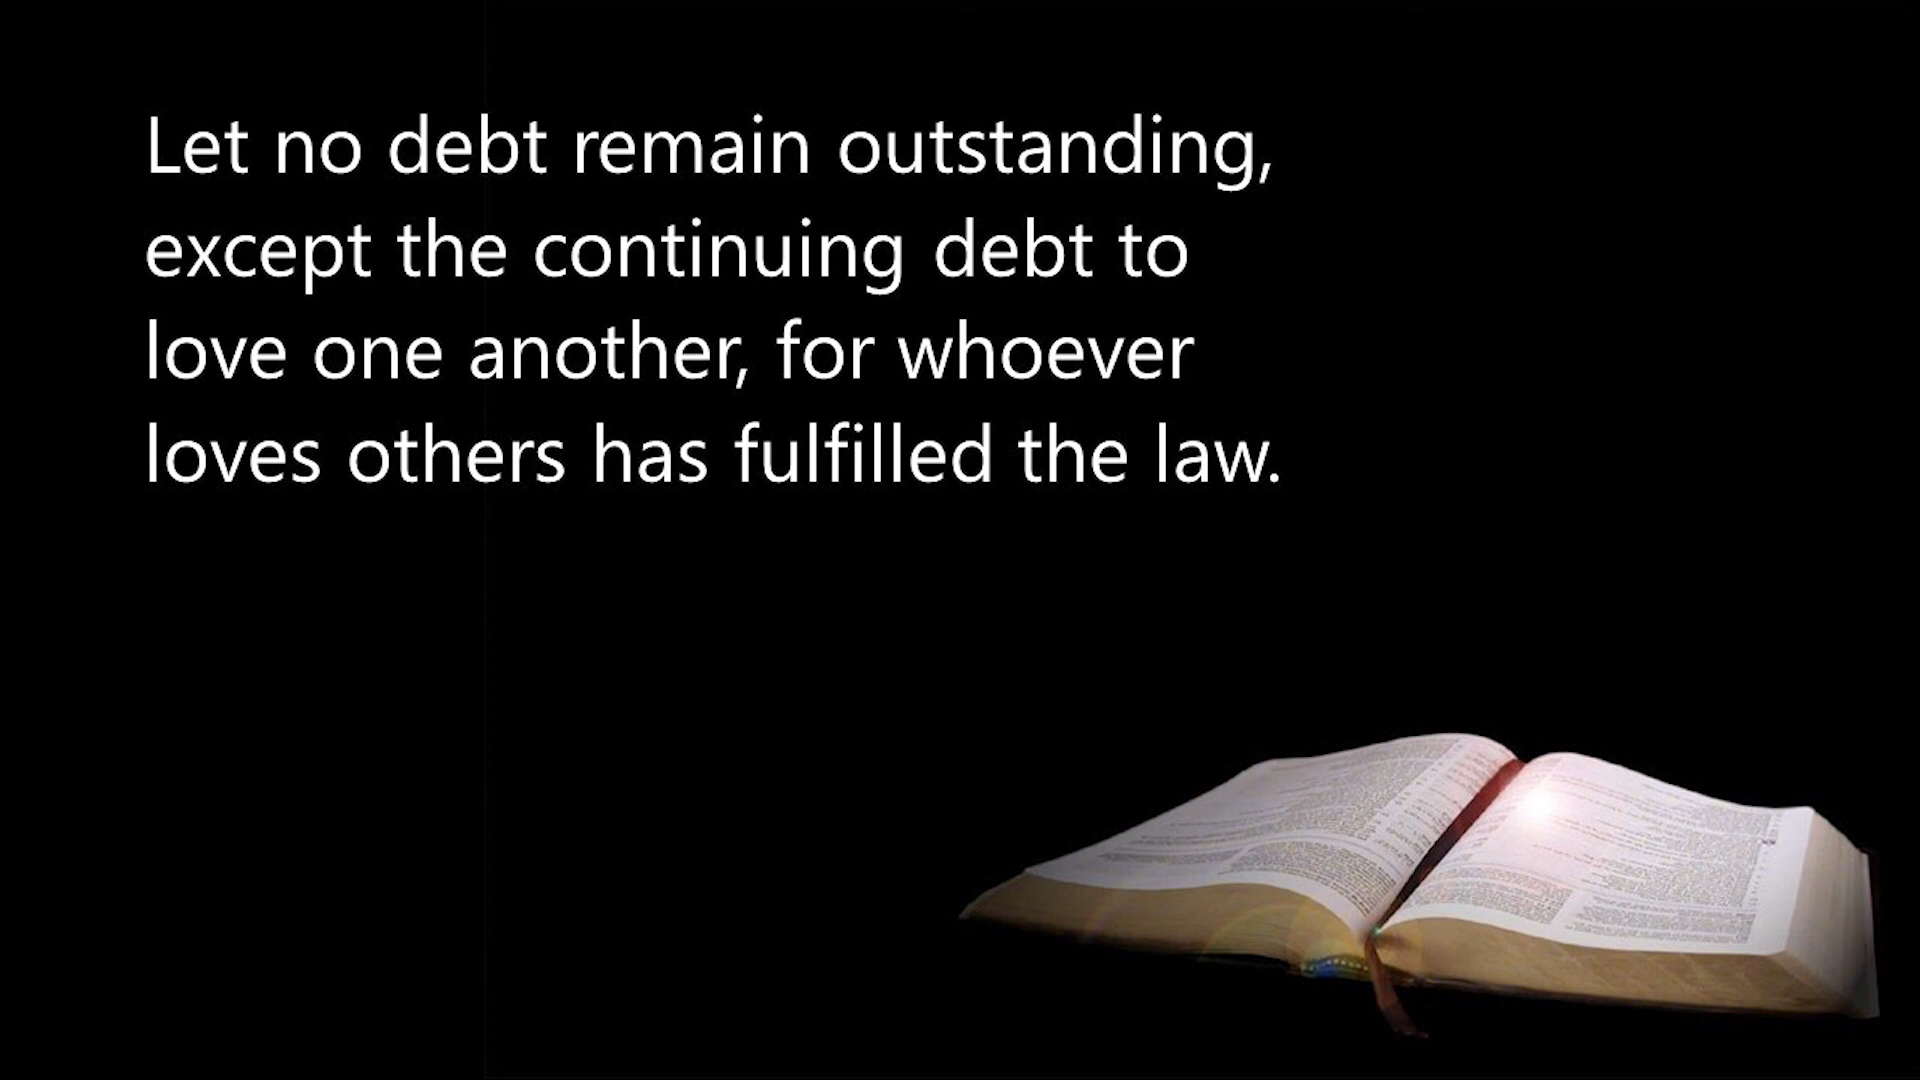 Let no debt remain outstanding,
except the continuing debt to
love one another, for whoever
loves others has fulfilled the law.